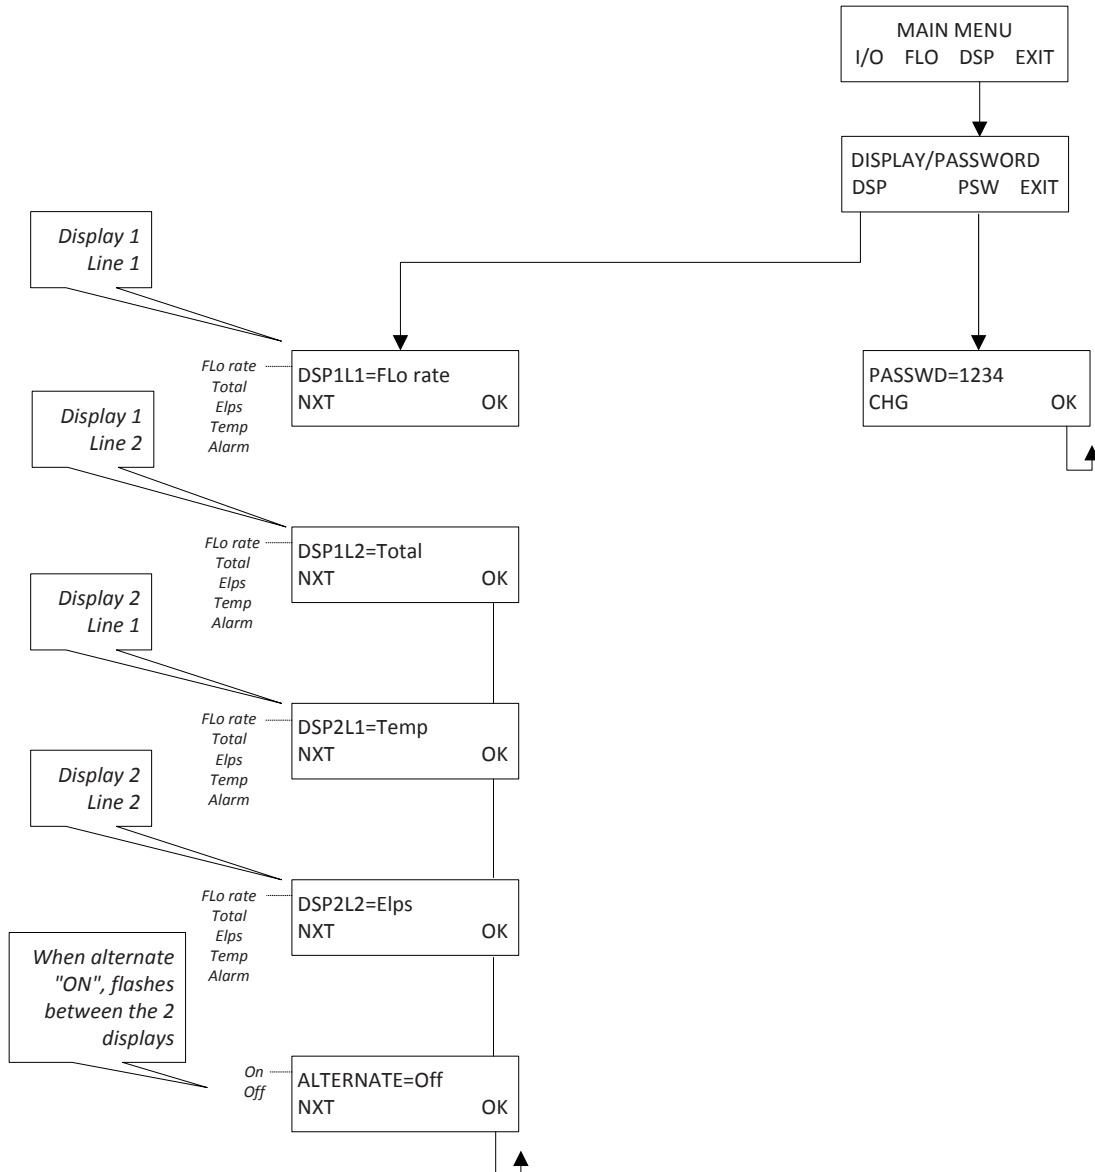 MAIN MENU
I/O FLO DSP EXIT
DISPLAY/PASSWORD
DSP PSW EXIT
Display 1
Line 1
FLo rate
Total
Elps
Temp
Alarm
DSP1L1=FLo rate
NXT OK
PASSWD=1234
CHG OK
Display 1
Line 2
FLo rate
Total
Elps
Temp
Alarm
DSP1L2=Total
NXT OK
Display 2
Line 1
FLo rate
Total
Elps
Temp
Alarm
DSP2L1=Temp
NXT OK
Display 2
Line 2
FLo rate
Total
Elps
Temp
Alarm
DSP2L2=Elps
NXT OK
When alternate
"ON", flashes
between the 2
displays
On
Off
ALTERNATE=Off
NXT OK